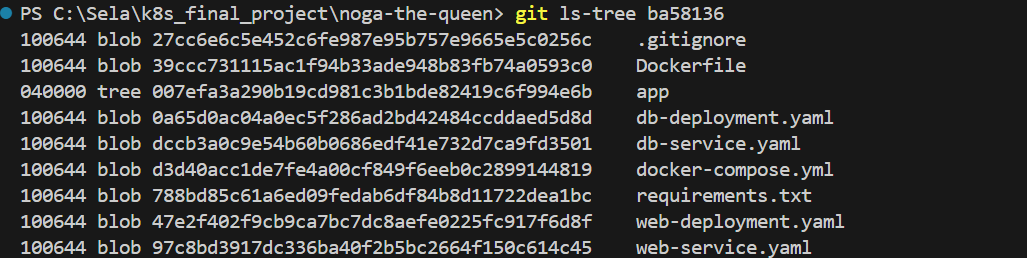 PS C:\Sela\k8s_final_project\noga-the-queen> git ls-tree ba58136
100644 blob 27cc6e6c5e452c6fe987e95b757e9665e5c0256c    .gitignore
100644 blob 39ccc731115ac1f94b33ade948b83fb74a0593c0    Dockerfile
040000 tree 007efa3a290b19cd981c3b1bde82419c6f994e6b    app
100644 blob 0a65d0ac04a0ec5f286ad2bd42484ccddaed5d8d    db-deployment.yaml
100644 blob dccb3a0c9e54b60b0686edf41e732d7ca9fd3501    db-service.yaml
100644 blob d3d40acc1de7fe4a00cf849f6eeb0c2899144819    docker-compose.yml
100644 blob 788bd85c61a6ed09fedab6df84b8d11722dea1bc    requirements.txt
100644 blob 47e2f402f9cb9ca7bc7dc8aefe0225fc917f6d8f    web-deployment.yaml
100644 blob 97c8bd3917dc336ba40f2b5bc2664f150c614c45    web-service.yaml